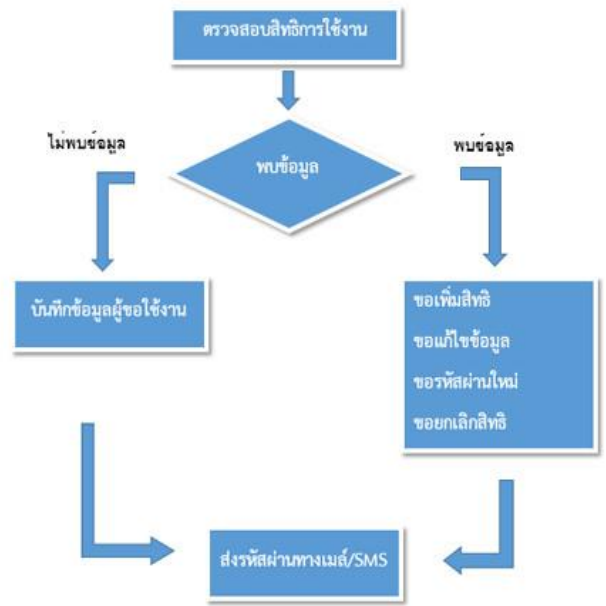 ตรวจสอบสิทธิการใช้งาน
ไม่พบข้อมูล
พบข้อมูล
พบข้อมูล
บันทึกข้อมูลผู้ขอใช้งาน
ขอเพิ่มสิทธิ
ขอแก้ไขข้อมูล
ขอรหัสผ่านใหม่
ขอยกเลิกสิทธิ
ส่งรหัสผ่านทางเมล์/SMS